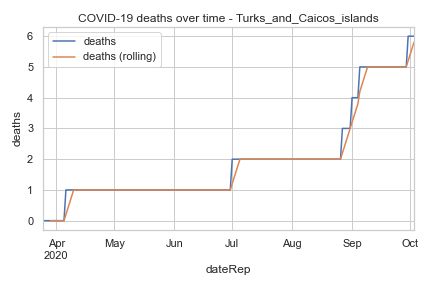 COVID-19 deaths over time - Turks_and_Caicos_islands
deaths
deaths (rolling)
deaths
6
5
4
3
2
1
0
Apr May Jun Jul Aug Sep Oct
2020
dateRep